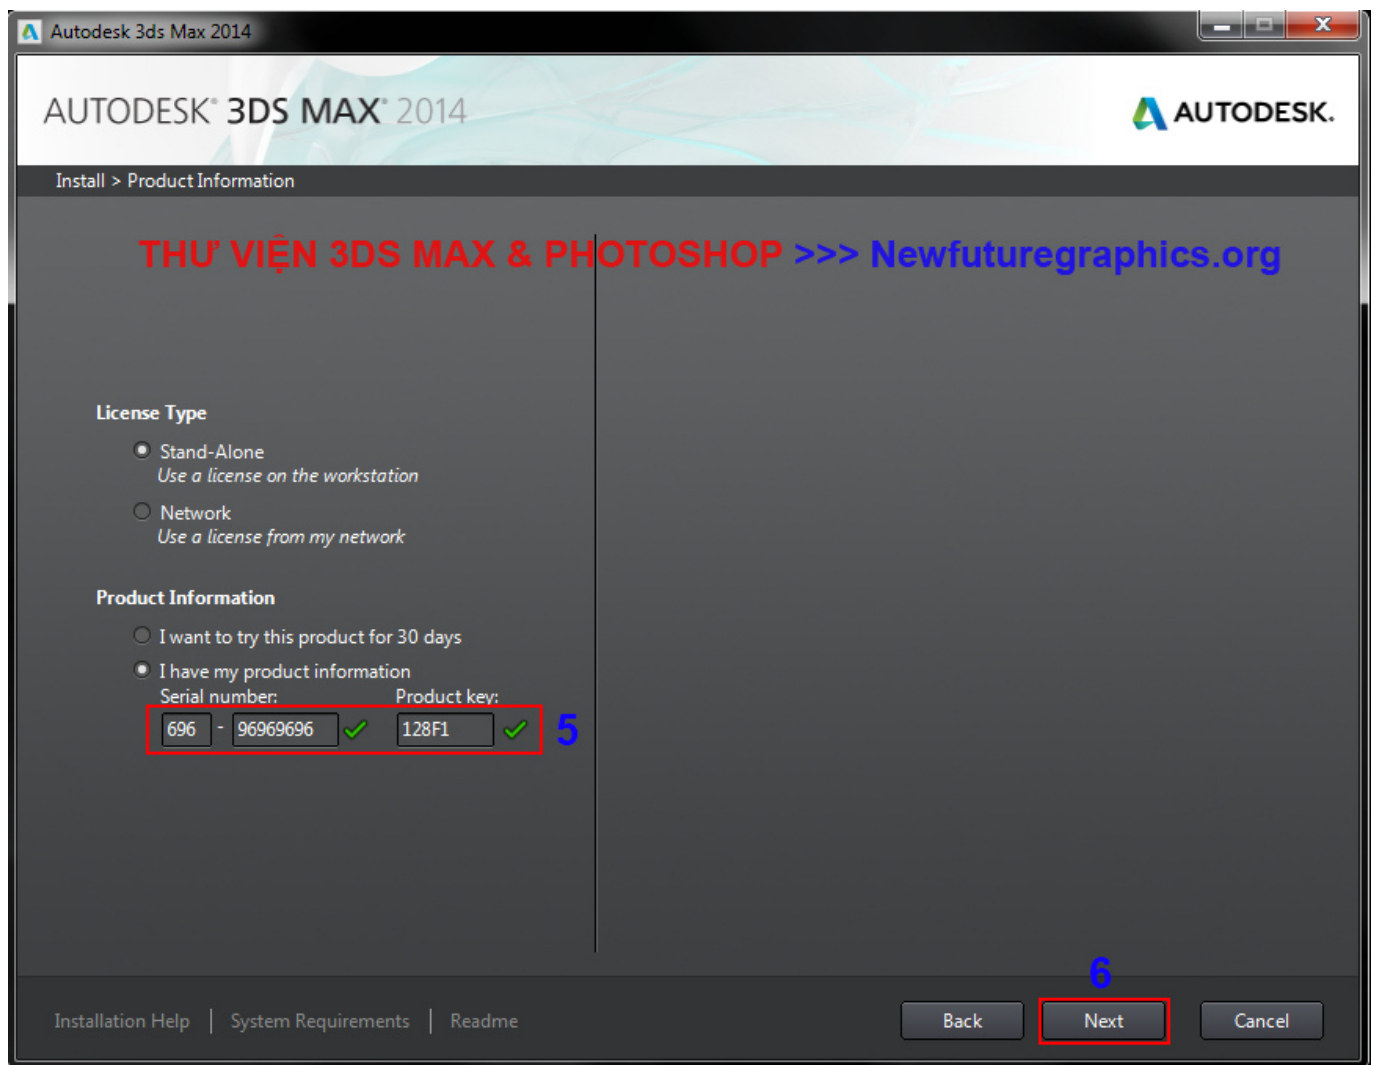 Autodesk 3ds Max 2014
AUTODESK® 3DS MAX® 2014
AUTODESK.
Install > Product Information
THƯ VIỆN 3DS MAX & PHOTOSHOP >>> Newfuturegraphics.org
License Type
Stand-Alone
Use a license on the workstation
Network
Use a license from my network
Product Information
I want to try this product for 30 days
I have my product information
Serial number: Product key:
696 - 96969696 128F1 5
6
Installation Help | System Requirements | Readme Back Next Cancel